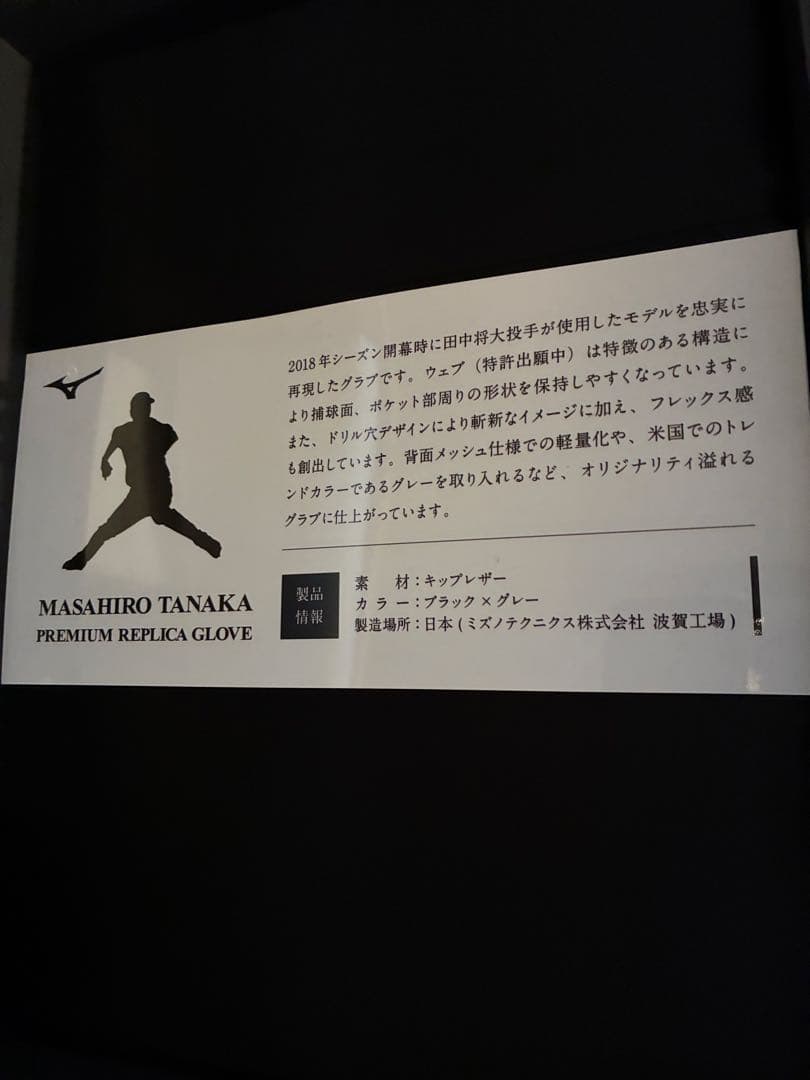 2018年シーズン開幕時に田中将大投手が使用したモデルを忠実に
再現したグラブです。ウェブ（特許出願中）は特徴のある構造に
より捕球面、ポケット部周りの形状を保持しやすくなっています。
また、ドリル穴デザインにより斬新なイメージに加え、フレックス感
も創出しています。背面メッシュ仕様での軽量化や、米国でのトレ
ンドカラーであるグレーを取り入れるなど、オリジナリティ溢れる
グラブに仕上がっています。
MASAHIRO TANAKA
PREMIUM REPLICA GLOVE
製品
情報
素　材：キップレザー
カラー：ブラック×グレー
製造場所：日本(ミズノテクニクス株式会社 波賀工場)